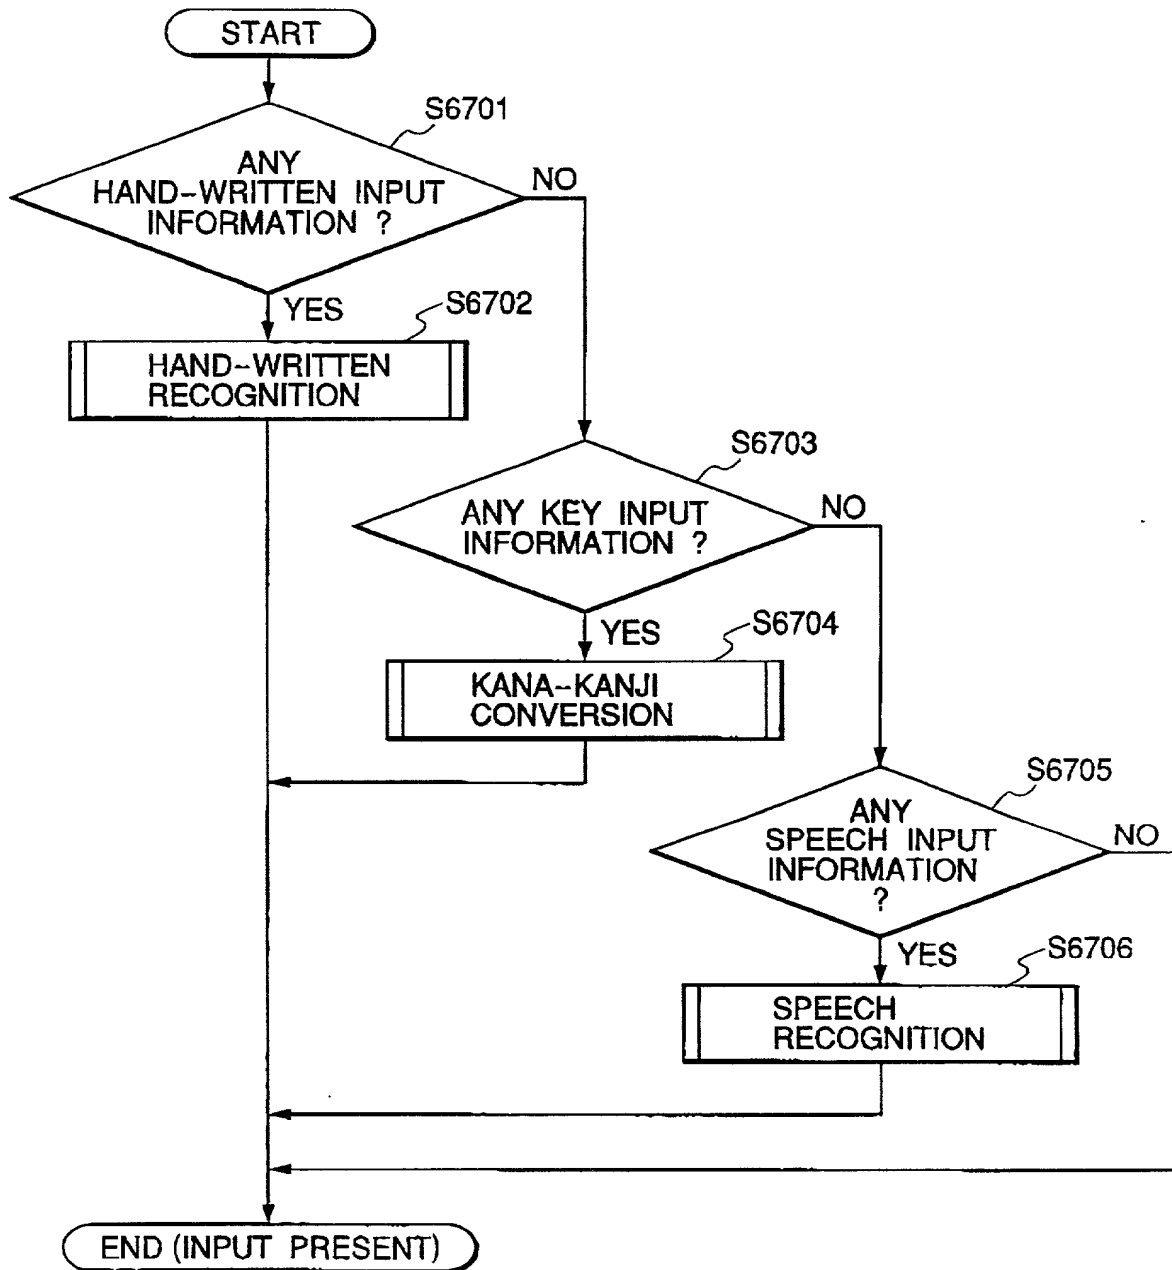 START
S6701
ANY
HAND-WRITTEN INPUT
INFORMATION ?
NO
YES
S6702
HAND-WRITTEN
RECOGNITION
S6703
ANY KEY INPUT
INFORMATION ?
NO
YES
S6704
KANA-KANJI
CONVERSION
S6705
ANY
SPEECH INPUT
INFORMATION
?
NO
YES
S6706
SPEECH
RECOGNITION
END (INPUT PRESENT)